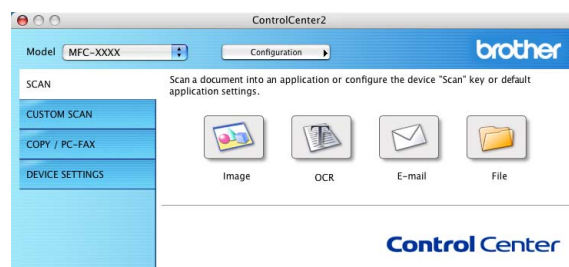 ControlCenter2
Model MFC-XXXX Configuration brother
SCAN
Scan a document into an application or configure the device "Scan" key or default
application settings.
CUSTOM SCAN
COPY / PC-FAX
DEVICE SETTINGS
Image OCR E-mail File
Control Center